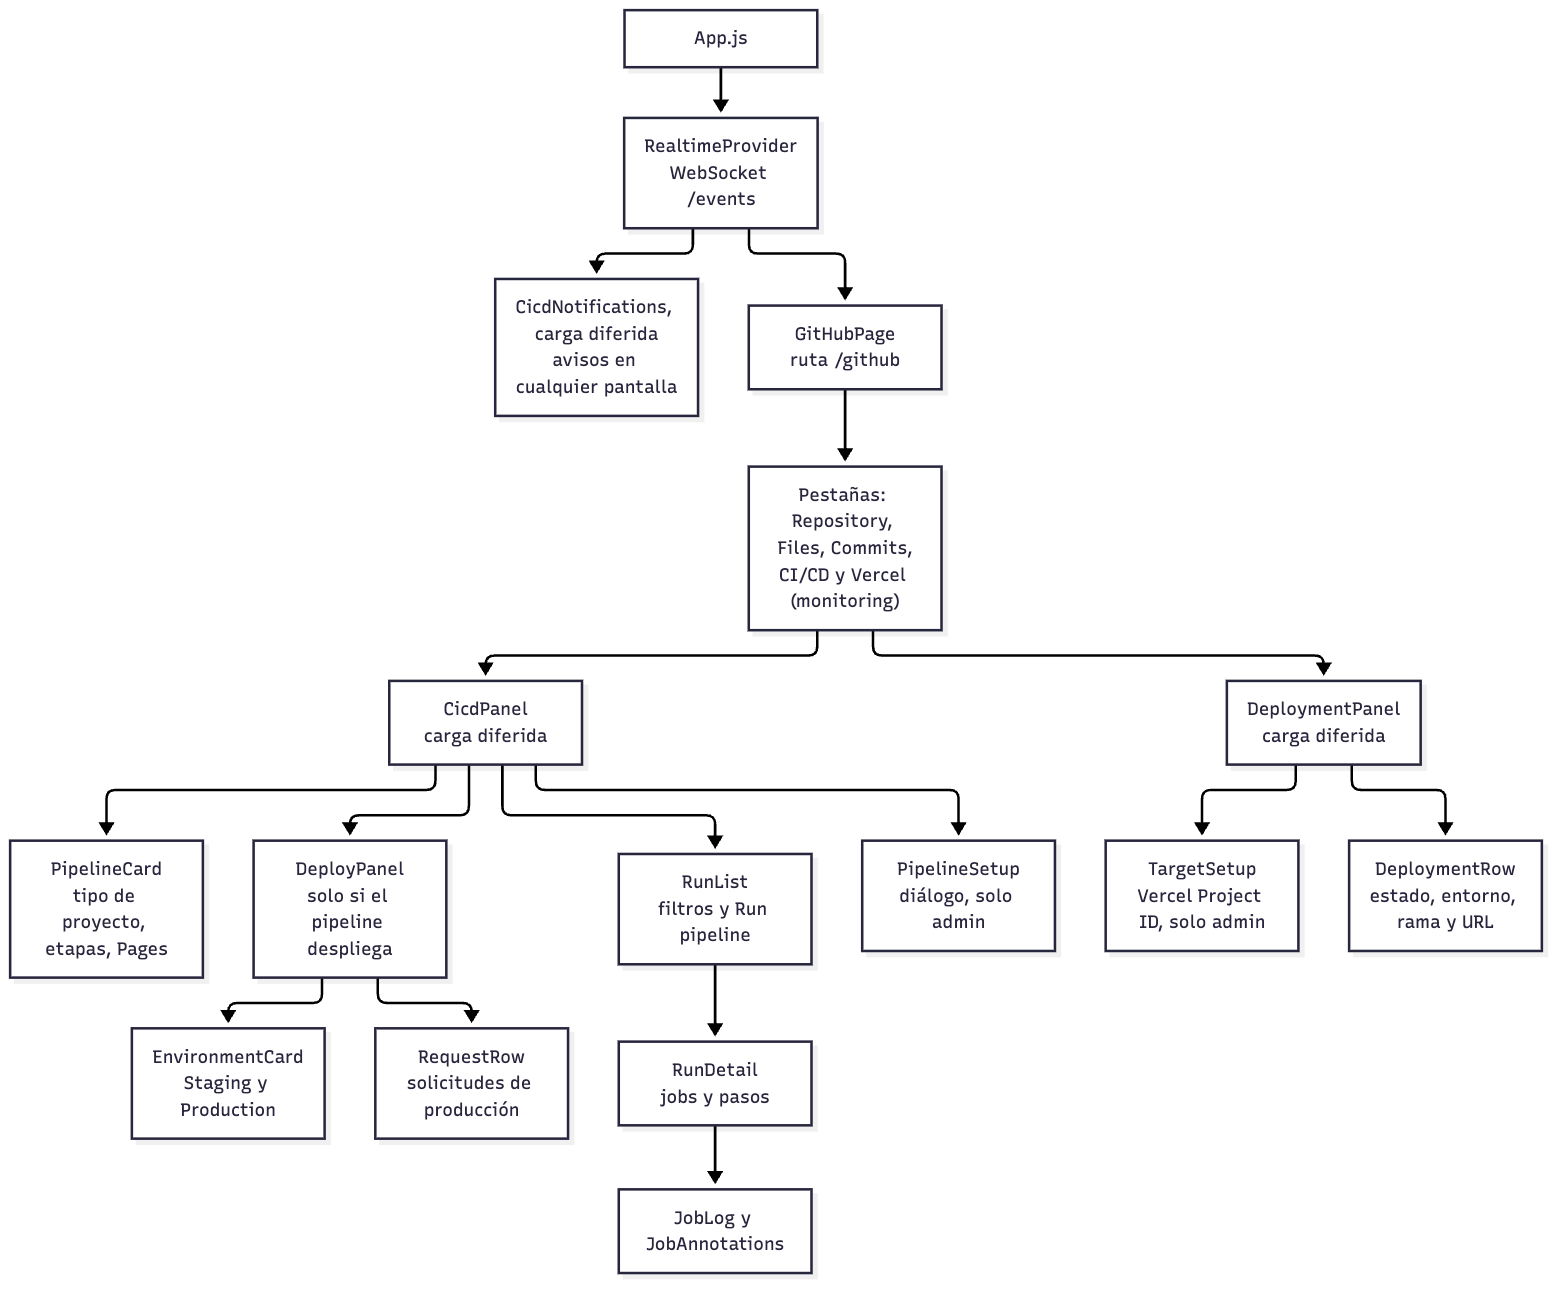 App.js
RealtimeProvider
WebSocket
/events
CicdNotifications,
carga diferida
avisos en
cualquier pantalla
GitHubPage
ruta /github
Pestañas:
Repository,
Files, Commits,
CI/CD y Vercel
(monitoring)
CicdPanel
carga diferida
DeploymentPanel
carga diferida
PipelineCard
tipo de
proyecto,
etapas, Pages
DeployPanel
solo si el
pipeline
despliega
RunList
filtros y Run
pipeline
PipelineSetup
diálogo, solo
admin
TargetSetup
Vercel Project
ID, solo admin
DeploymentRow
estado, entorno,
rama y URL
EnvironmentCard
Staging y
Production
RequestRow
solicitudes de
producción
RunDetail
jobs y pasos
JobLog y
JobAnnotations